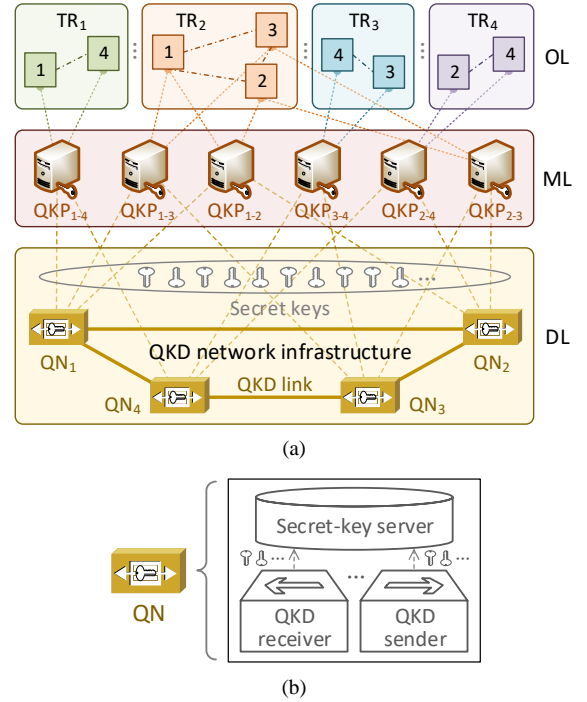 TR1 TR2 TR3 TR4
OL
1 4 1 3 2 4 3 2 4
ML
QKP1-4 QKP1-3 QKP1-2 QKP3-4 QKP2-4 QKP2-3
...
Secret keys
DL
QN1
QKD network infrastructure
QN2
QN4
QKD link
QN3
(a)
Secret-key server
... ... ...
QN
QKD receiver
QKD sender
(b)